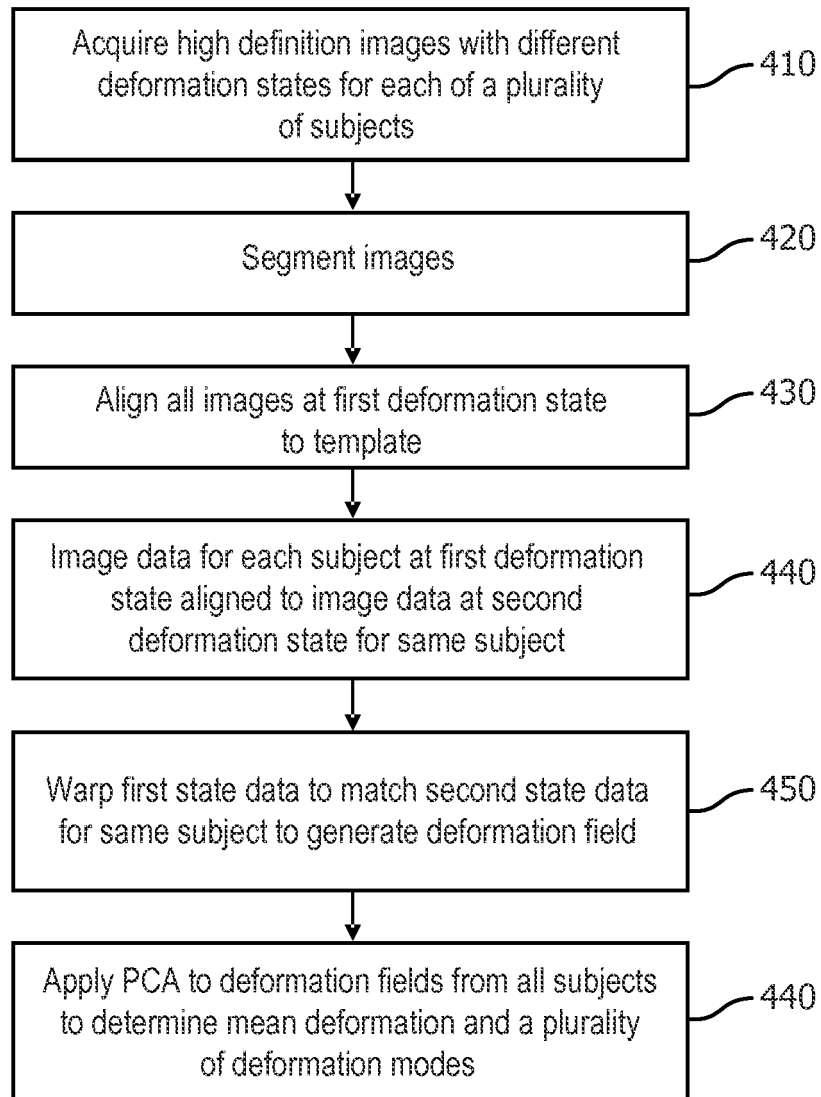 Acquire high definition images with different
deformation states for each of a plurality
of subjects
410
Segment images
420
Align all images at first deformation state
to template
430
Image data for each subject at first deformation
state aligned to image data at second
deformation state for same subject
440
Warp first state data to match second state data
for same subject to generate deformation field
450
Apply PCA to deformation fields from all subjects
to determine mean deformation and a plurality
of deformation modes
440